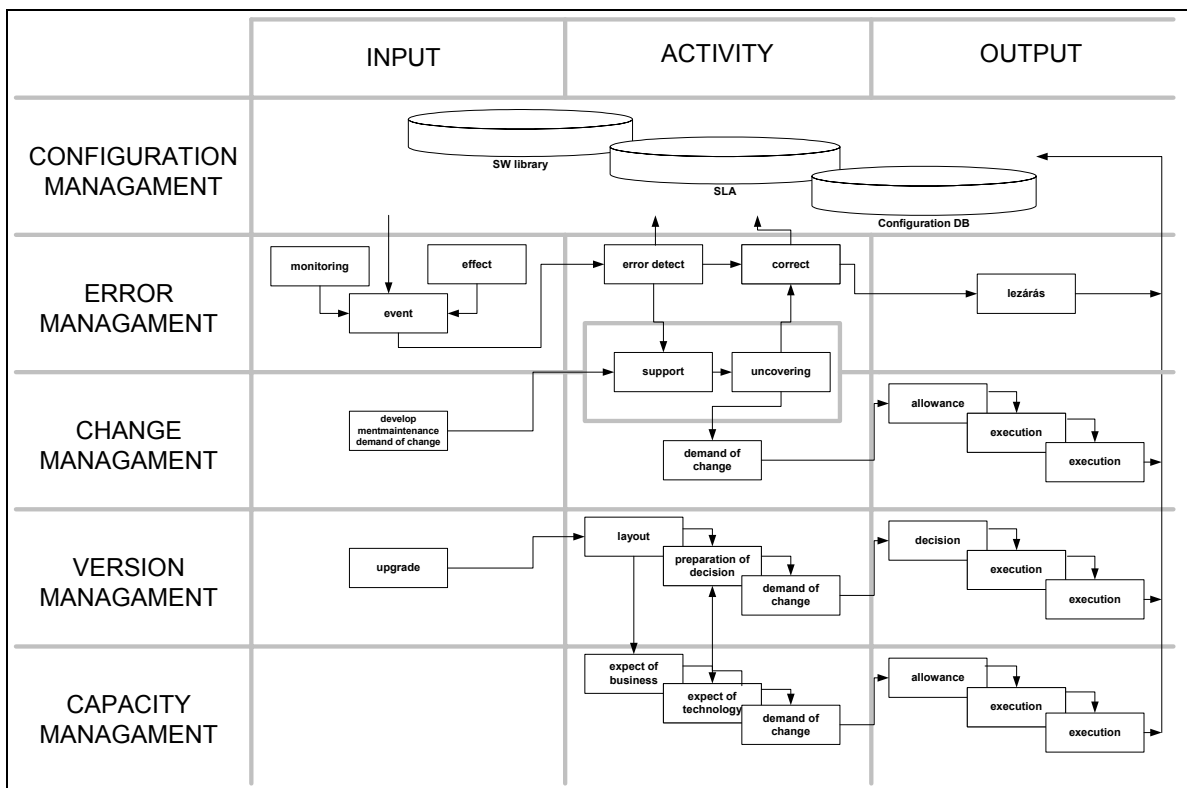 INPUT
ACTIVITY
OUTPUT
CONFIGURATION
MANAGAMENT
SW library
SLA
Configuration DB
ERROR
MANAGAMENT
monitoring
effect
event
error detect
correct
lezárás
support
uncovering
CHANGE
MANAGAMENT
develop
mentmaintenance
demand of change
demand of
change
allowance
execution
execution
VERSION
MANAGAMENT
upgrade
layout
preparation of
decision
demand of
change
decision
execution
execution
CAPACITY
MANAGAMENT
expect of
business
expect of
technology
demand of
change
allowance
execution
execution